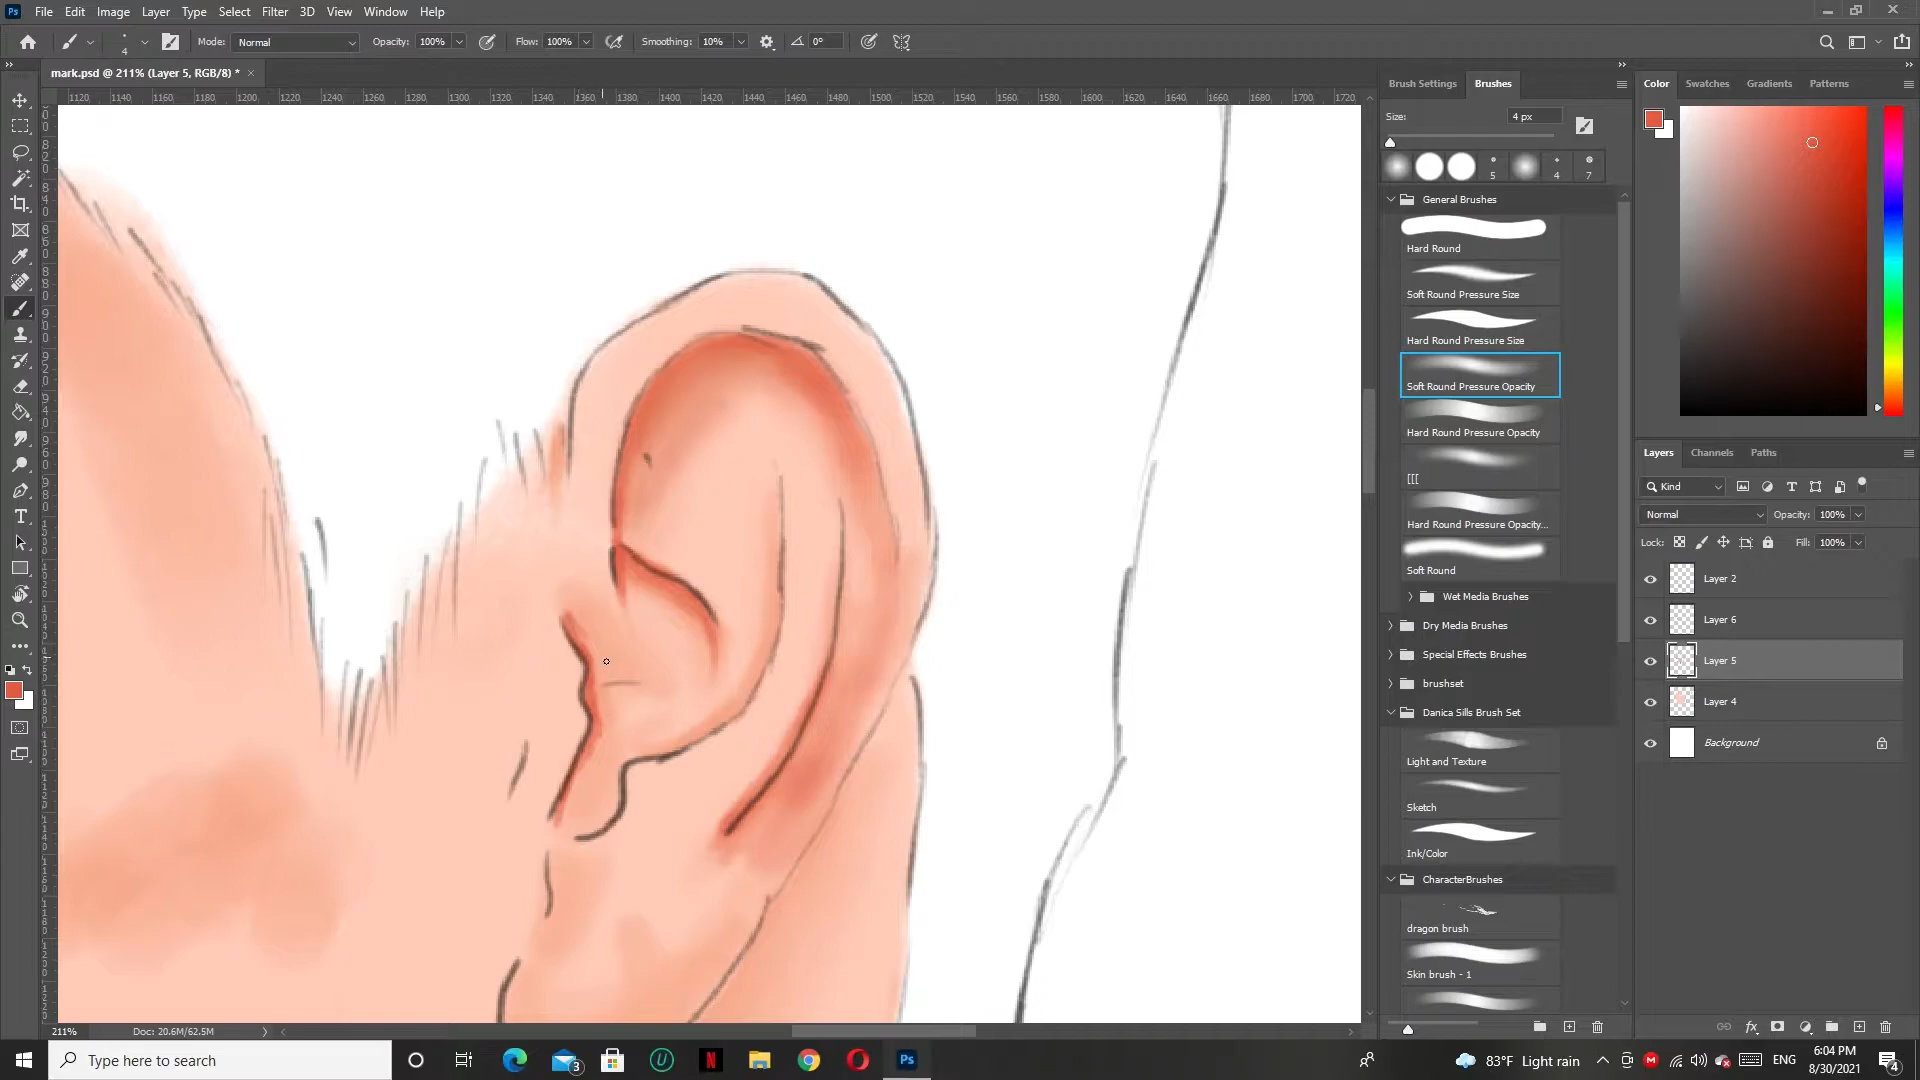 Ps File Edit Image Layer Type Select Filter 3D View Window Help
4 Mode: Normal Opacity: 100% Flow: 100% Smoothing: 10% 0°
mark.psd @ 211% (Layer 5, RGB/8) * ×
1120 1140 1160 1180 1200 1220 1240 1260 1280 1300 1320 1340 1360 1380 1400 1420 1440 1460 1480 1500 1520 1540 1560 1580 1600 1620 1640 1660 1680 1700 1720
Brush Settings Brushes
Size: 4 px
5 4 7
General Brushes
Hard Round
Soft Round Pressure Size
Hard Round Pressure Size
Soft Round Pressure Opacity
Hard Round Pressure Opacity
[[[
Hard Round Pressure Opacity...
Soft Round
Wet Media Brushes
Dry Media Brushes
Special Effects Brushes
brushset
Danica Sills Brush Set
Light and Texture
Sketch
Ink/Color
CharacterBrushes
dragon brush
Skin brush - 1
Color Swatches Gradients Patterns
Layers Channels Paths
Kind
Normal Opacity: 100%
Lock: Fill: 100%
Layer 2
Layer 6
Layer 5
Layer 4
Background
211% Doc: 20.6M/62.5M
Type here to search
3
Ps
83°F Light rain
ENG
6:04 PM
8/30/2021
4